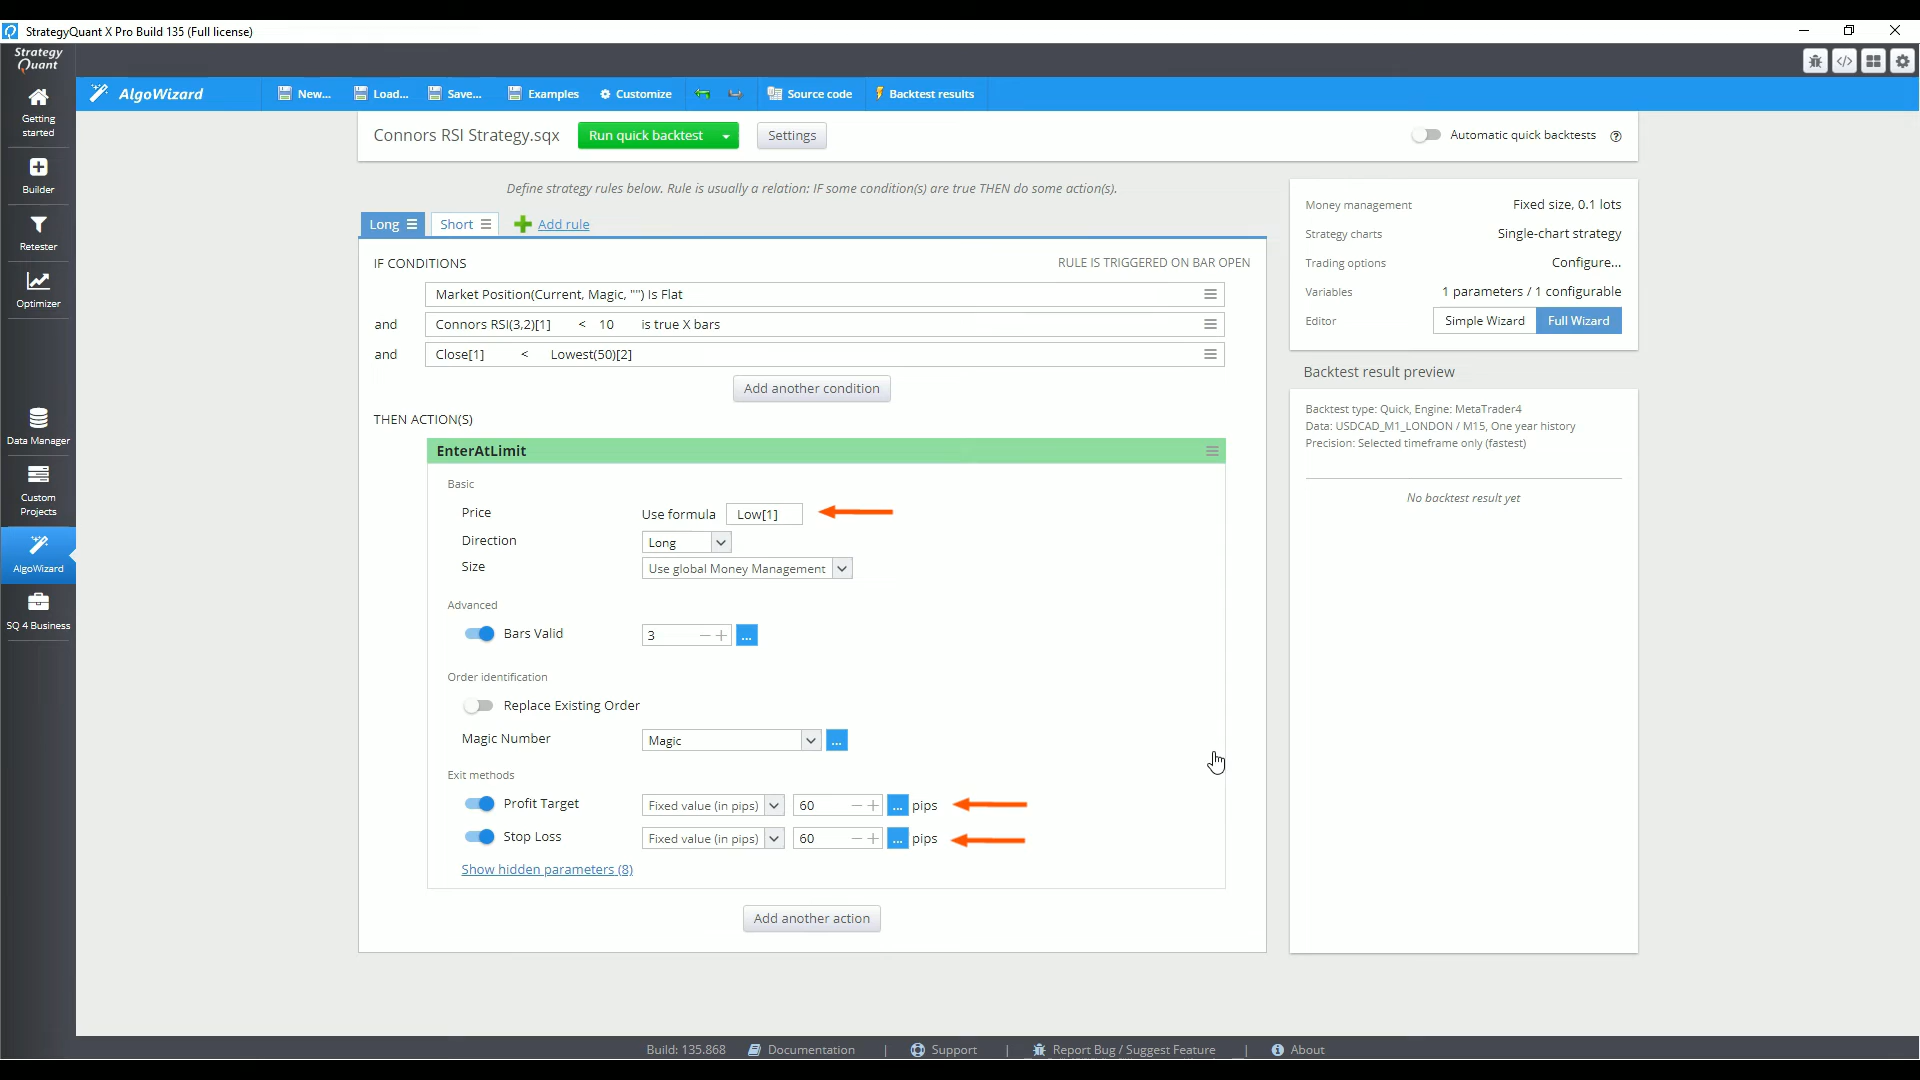 StrategyQuant X Pro Build 135 (Full license)
Strategy
Quant
AlgoWizard
New...
Load...
Save...
Examples
Customize
Source code
Backtest results
Getting
started
Builder
Retester
Optimizer
Data Manager
Custom
Projects
AlgoWizard
SQ 4 Business
Connors RSI Strategy.sqx
Run quick backtest
Settings
Automatic quick backtests
Define strategy rules below. Rule is usually a relation: IF some condition(s) are true THEN do some action(s).
Long
Short
Add rule
IF CONDITIONS
RULE IS TRIGGERED ON BAR OPEN
Market Position(Current, Magic, "") Is Flat
and Connors RSI(3,2)[1] < 10 is true X bars
and Close[1] < Lowest(50)[2]
Add another condition
THEN ACTION(S)
EnterAtLimit
Basic
Price Use formula Low[1]
Direction Long
Size Use global Money Management
Advanced
Bars Valid 3 ...
Order identification
Replace Existing Order
Magic Number Magic ...
Exit methods
Profit Target Fixed value (in pips) 60 ... pips
Stop Loss Fixed value (in pips) 60 ... pips
Show hidden parameters (8)
Add another action
Money management Fixed size, 0.1 lots
Strategy charts Single-chart strategy
Trading options Configure...
Variables 1 parameters / 1 configurable
Editor Simple Wizard Full Wizard
Backtest result preview
Backtest type: Quick, Engine: MetaTrader4
Data: USDCAD_M1_LONDON / M15, One year history
Precision: Selected timeframe only (fastest)
No backtest result yet
Build: 135.868
Documentation
Support
Report Bug / Suggest Feature
About